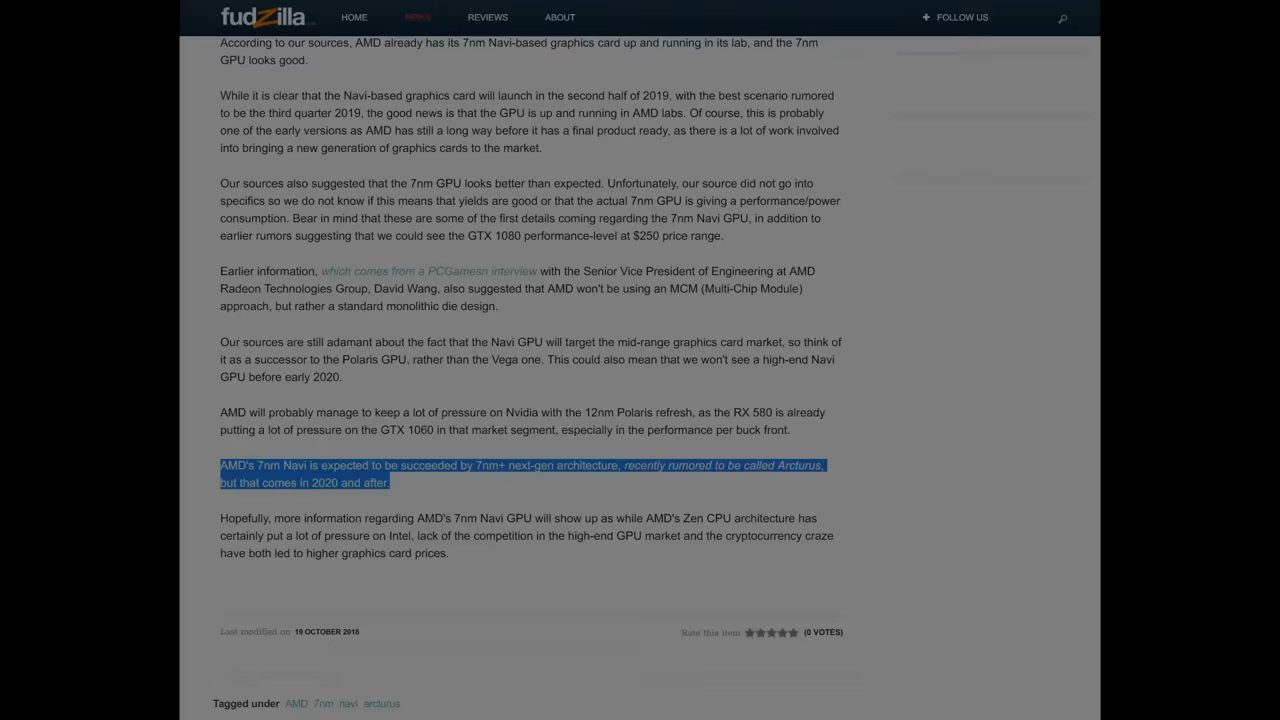 fudzilla HOME NEWS REVIEWS ABOUT + FOLLOW US
According to our sources, AMD already has its 7nm Navi-based graphics card up and running in its lab, and the 7nm
GPU looks good.
While it is clear that the Navi-based graphics card will launch in the second half of 2019, with the best scenario rumored
to be the third quarter 2019, the good news is that the GPU is up and running in AMD labs. Of course, this is probably
one of the early versions as AMD has still a long way before it has a final product ready, as there is a lot of work involved
into bringing a new generation of graphics cards to the market.
Our sources also suggested that the 7nm GPU looks better than expected. Unfortunately, our source did not go into
specifics so we do not know if this means that yields are good or that the actual 7nm GPU is giving a performance/power
consumption. Bear in mind that these are some of the first details coming regarding the 7nm Navi GPU, in addition to
earlier rumors suggesting that we could see the GTX 1080 performance-level at $250 price range.
Earlier information, which comes from a PCGamesn interview with the Senior Vice President of Engineering at AMD
Radeon Technologies Group, David Wang, also suggested that AMD won't be using an MCM (Multi-Chip Module)
approach, but rather a standard monolithic die design.
Our sources are still adamant about the fact that the Navi GPU will target the mid-range graphics card market, so think of
it as a successor to the Polaris GPU, rather than the Vega one. This could also mean that we won't see a high-end Navi
GPU before early 2020.
AMD will probably manage to keep a lot of pressure on Nvidia with the 12nm Polaris refresh, as the RX 580 is already
putting a lot of pressure on the GTX 1060 in that market segment, especially in the performance per buck front.
AMD's 7nm Navi is expected to be succeeded by 7nm+ next-gen architecture, recently rumored to be called Arcturus,
but that comes in 2020 and after.
Hopefully, more information regarding AMD's 7nm Navi GPU will show up as while AMD's Zen CPU architecture has
certainly put a lot of pressure on Intel, lack of the competition in the high-end GPU market and the cryptocurrency craze
have both led to higher graphics card prices.
Last modified on 19 OCTOBER 2018 Rate this item (0 VOTES)
Tagged under AMD 7nm navi arcturus